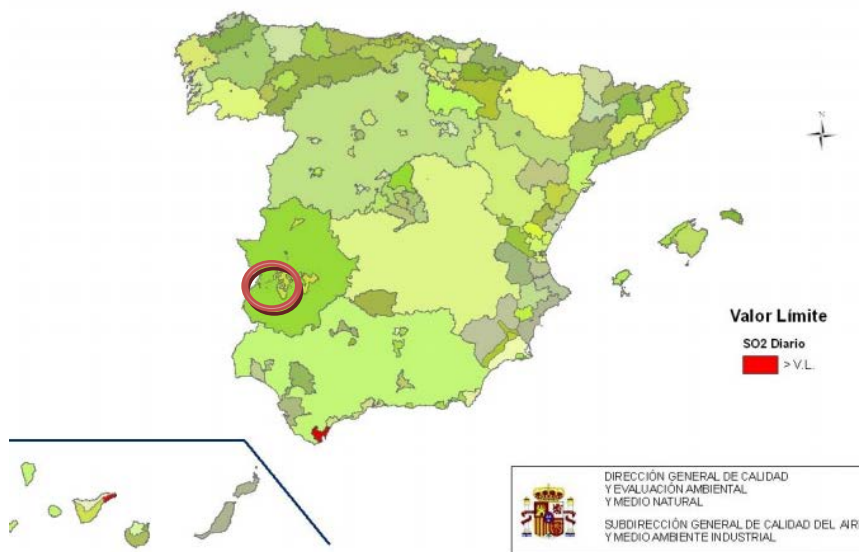 N
Valor Límite
SO2 Diario
> V.L.
DIRECCIÓN GENERAL DE CALIDAD
Y EVALUACIÓN AMBIENTAL
Y MEDIO NATURAL
SUBDIRECCIÓN GENERAL DE CALIDAD DEL AIRE
Y MEDIO AMBIENTE INDUSTRIAL